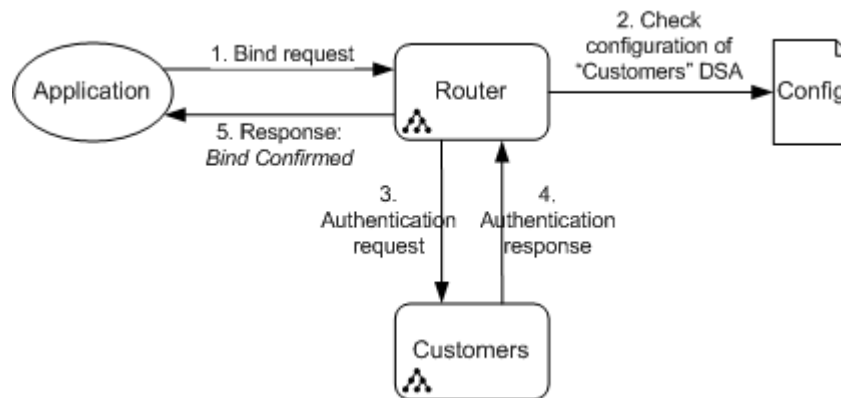 1. Bind request
2. Check
configuration of
"Customers" DSA
Application
Router
Config
5. Response:
Bind Confirmed
3.
Authentication
request
4.
Authentication
response
Customers